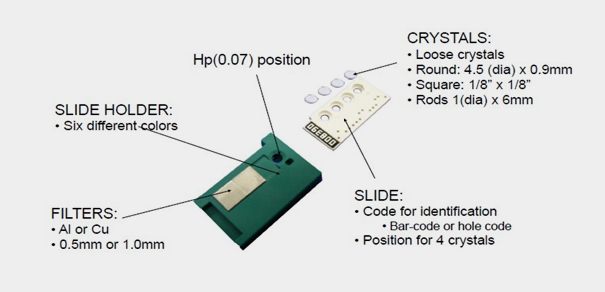 CRYSTALS:
• Loose crystals
• Round: 4.5 (dia) x 0.9mm
• Square: 1/8” x 1/8”
• Rods 1(dia) x 6mm
Hp(0.07) position
SLIDE HOLDER:
• Six different colors
FILTERS:
• Al or Cu
• 0.5mm or 1.0mm
SLIDE:
• Code for identification
• Bar-code or hole code
• Position for 4 crystals